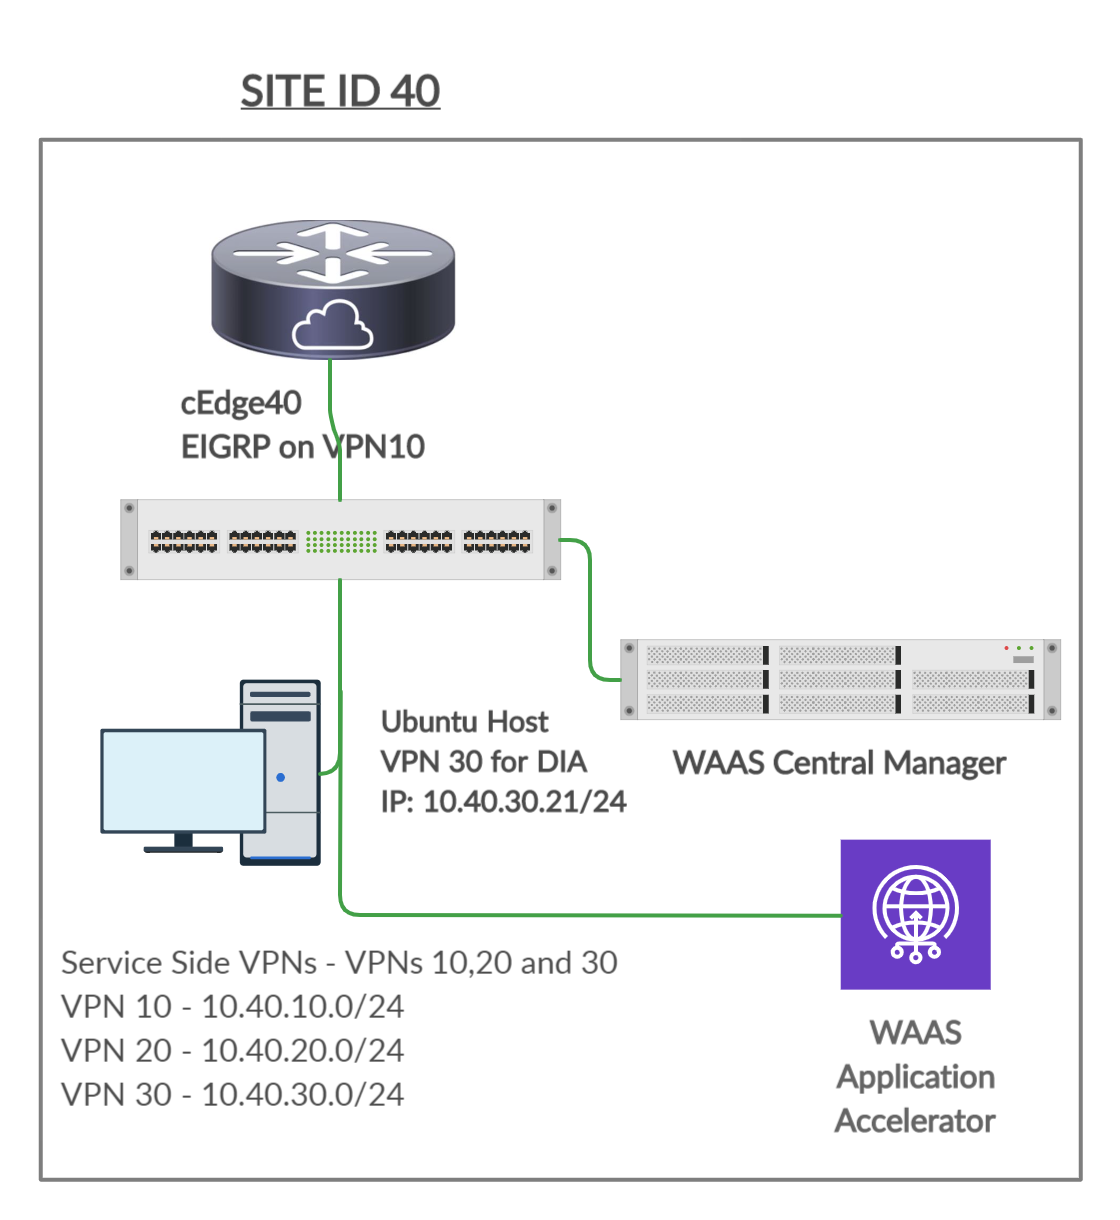 SITE ID 40
cEdge40
EIGRP on VPN10
Ubuntu Host
VPN 30 for DIA
IP: 10.40.30.21/24
WAAS Central Manager
Service Side VPNs - VPNs 10,20 and 30
VPN 10 - 10.40.10.0/24
VPN 20 - 10.40.20.0/24
VPN 30 - 10.40.30.0/24
WAAS
Application
Accelerator